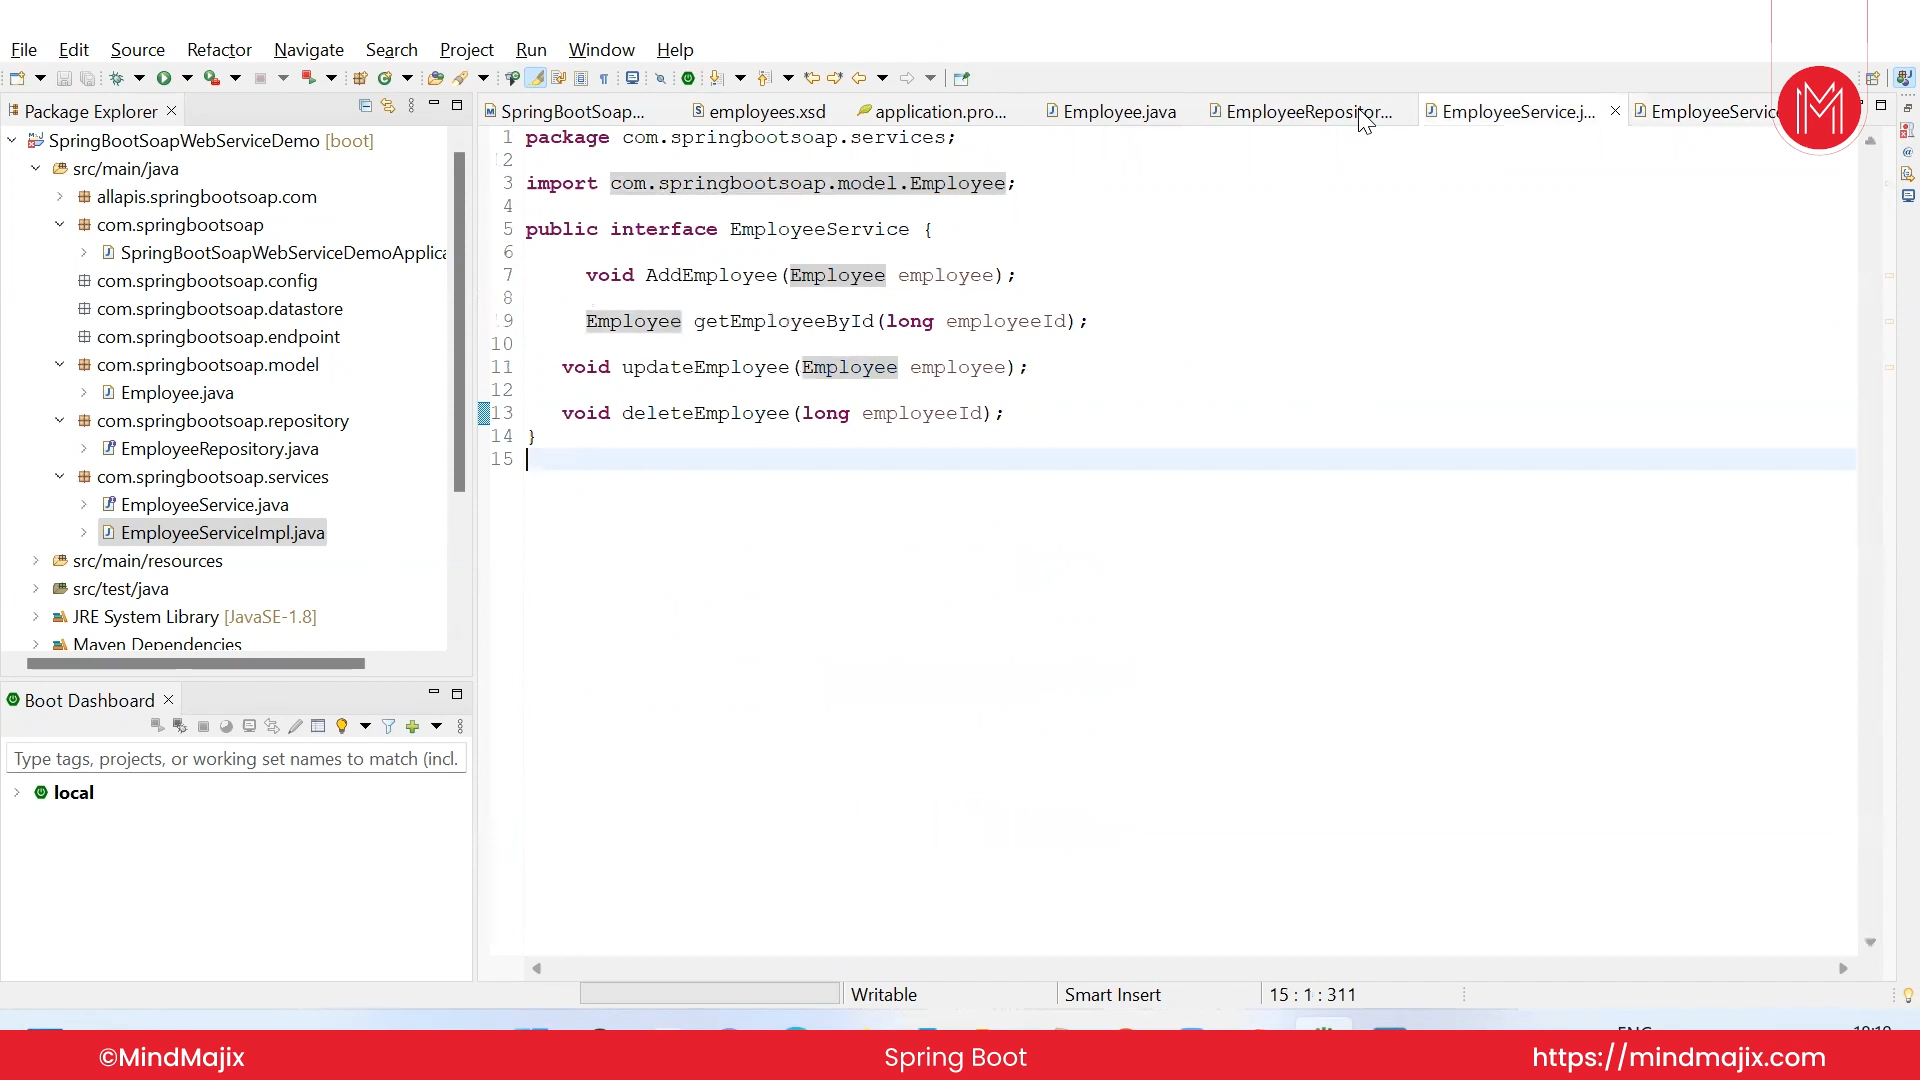 File Edit Source Refactor Navigate Search Project Run Window Help
Package Explorer
SpringBootSoap...
employees.xsd
application.pro...
Employee.java
EmployeeRepositor...
EmployeeService.j...
EmployeeServic
SpringBootSoapWebServiceDemo [boot]
src/main/java
allapis.springbootsoap.com
com.springbootsoap
SpringBootSoapWebServiceDemoApplica
com.springbootsoap.config
com.springbootsoap.datastore
com.springbootsoap.endpoint
com.springbootsoap.model
Employee.java
com.springbootsoap.repository
EmployeeRepository.java
com.springbootsoap.services
EmployeeService.java
EmployeeServiceImpl.java
src/main/resources
src/test/java
JRE System Library [JavaSE-1.8]
Maven Dependencies
1 package com.springbootsoap.services;
2
3 import com.springbootsoap.model.Employee;
4
5 public interface EmployeeService {
6
7 void AddEmployee(Employee employee);
8
9 Employee getEmployeeById(long employeeId);
10
11 void updateEmployee(Employee employee);
12
13 void deleteEmployee(long employeeId);
14 }
15
Boot Dashboard
Type tags, projects, or working set names to match (incl.
local
Writable
Smart Insert
15 : 1 : 311
©MindMajix
Spring Boot
https://mindmajix.com